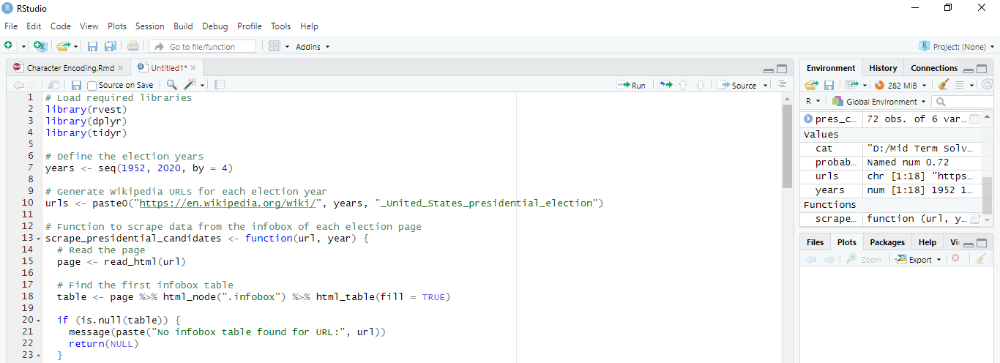 RStudio
File Edit Code View Plots Session Build Debug Profile Tools Help
Go to file/function Addins Project: (None)
Character Encoding.Rmd Untitled1*
Source on Save Run Source
1 # Load required libraries
2 library(rvest)
3 library(dplyr)
4 library(tidyr)
5
6 # Define the election years
7 years <- seq(1952, 2020, by = 4)
8
9 # Generate Wikipedia URLs for each election year
10 urls <- paste0("https://en.wikipedia.org/wiki/", years, "_United_States_presidential_election")
11
12 # Function to scrape data from the infobox of each election page
13 scrape_presidential_candidates <- function(url, year) {
14 # Read the page
15 page <- read_html(url)
16
17 # Find the first infobox table
18 table <- page %>% html_node(".infobox") %>% html_table(fill = TRUE)
19
20 if (is.null(table)) {
21 message(paste("No infobox table found for URL:", url))
22 return(NULL)
23 }
Environment History Connections
282 MiB
R Global Environment
pres_c... 72 obs. of 6 var...
Values
cat "D:/Mid Term Solv...
probab... Named num 0.72
urls chr [1:18] "https...
years num [1:18] 1952 1...
Functions
scrape... function (url, y...
Files Plots Packages Help Vi
Zoom Export